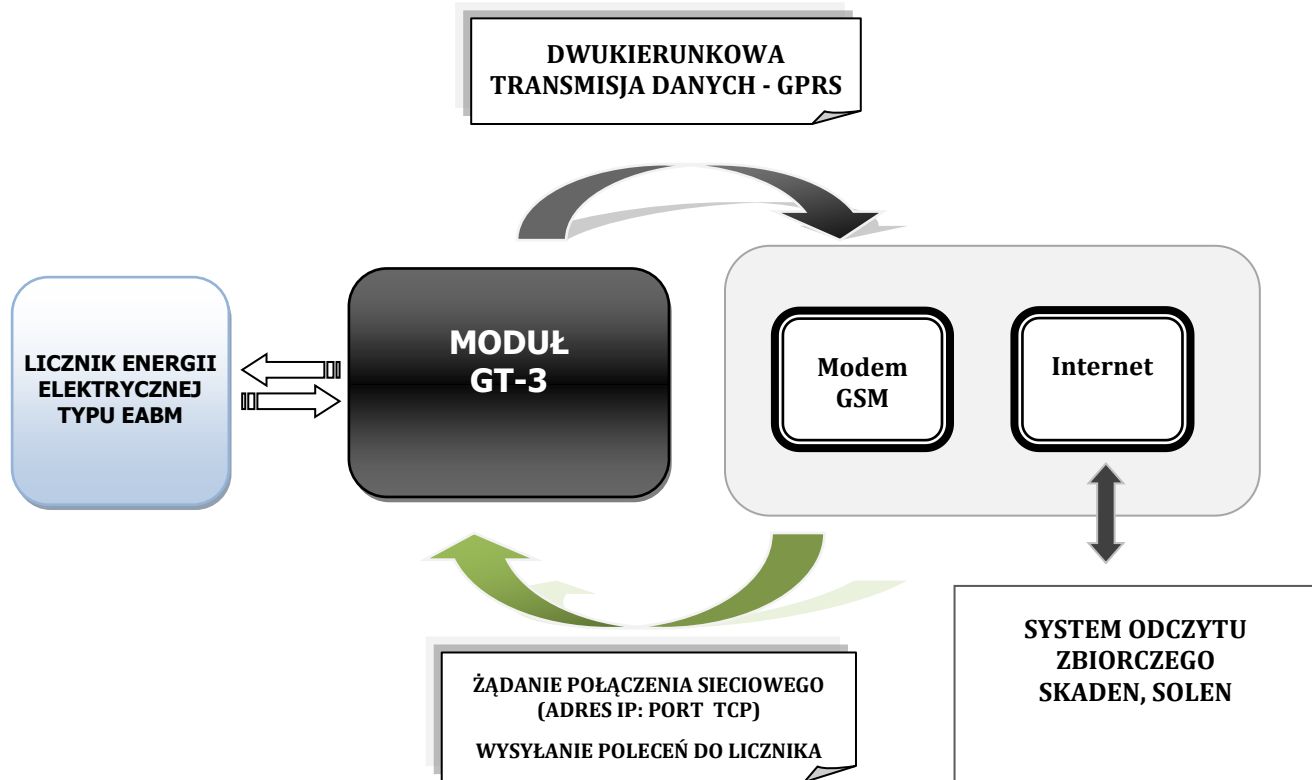 DWUKIERUNKOWA
TRANSMISJA DANYCH - GPRS
LICZNIK ENERGII
ELEKTRYCZNEJ
TYPU EABM
MODUŁ
GT-3
Modem
GSM
Internet
ŻĄDANIE POŁĄCZENIA SIECIOWEGO
(ADRES IP: PORT TCP)
WYSYŁANIE POLECEŃ DO LICZNIKA
SYSTEM ODCZYTU
ZBIORCZEGO
SKADEN, SOLEN